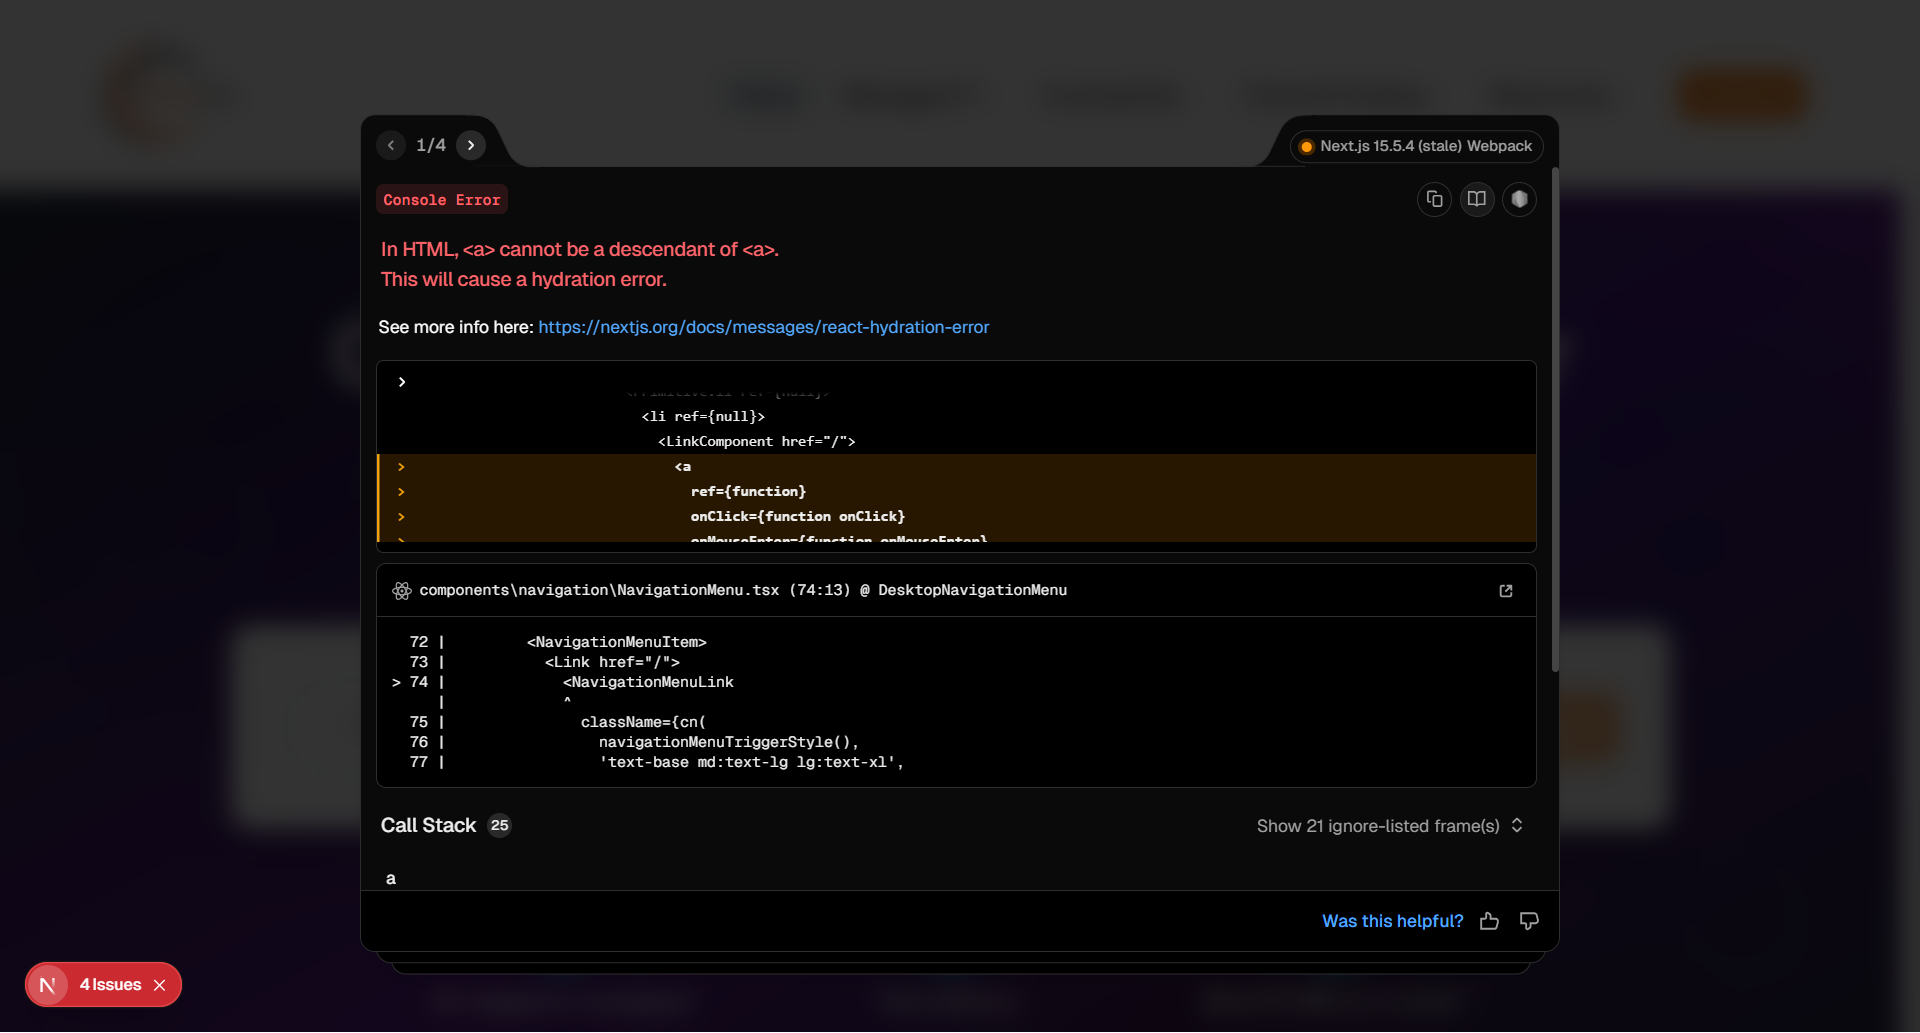 1/4
Next.js 15.5.4 (stale) Webpack
Console Error
In HTML, <a> cannot be a descendant of <a>.
This will cause a hydration error.
See more info here: https://nextjs.org/docs/messages/react-hydration-error
<li ref={null}>
<LinkComponent href="/">
> <a
> ref={function}
> onClick={function onClick}
> onMouseEnter={function onMouseEnter}
components\navigation\NavigationMenu.tsx (74:13) @ DesktopNavigationMenu
72 | <NavigationMenuItem>
73 | <Link href="/">
> 74 | <NavigationMenuLink
| ^
75 | className={cn(
76 | navigationMenuTriggerStyle(),
77 | 'text-base md:text-lg lg:text-xl',
Call Stack 25
Show 21 ignore-listed frame(s)
a
Was this helpful?
N 4 Issues